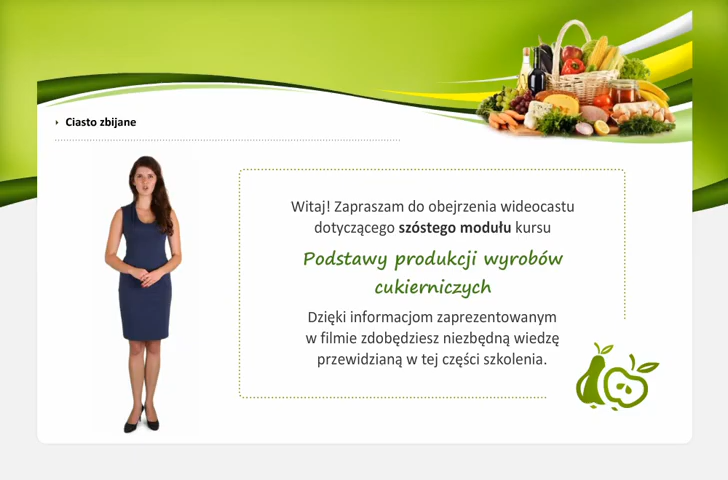 Ciasto zbijane
Witaj! Zapraszam do obejrzenia wideocastu
dotyczącego szóstego modułu kursu
Podstawy produkcji wyrobów
cukierniczych
Dzięki informacjom zaprezentowanym
w filmie zdobędziesz niezbędną wiedzę
przewidzianą w tej części szkolenia.